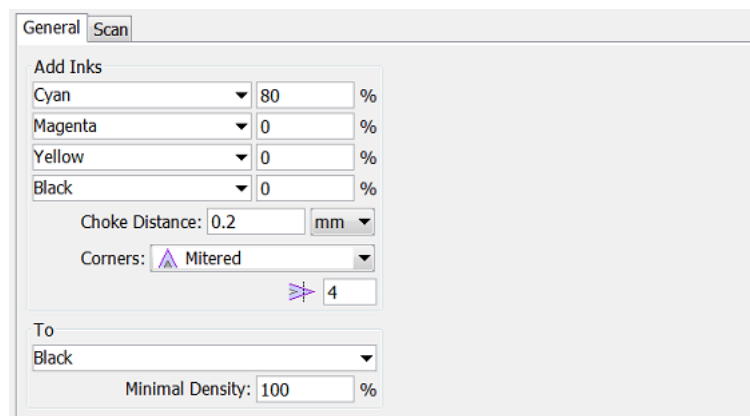 General Scan
Add Inks
Cyan 80 %
Magenta 0 %
Yellow 0 %
Black 0 %
Choke Distance: 0.2 mm
Corners: Mitered
4
To
Black
Minimal Density: 100 %